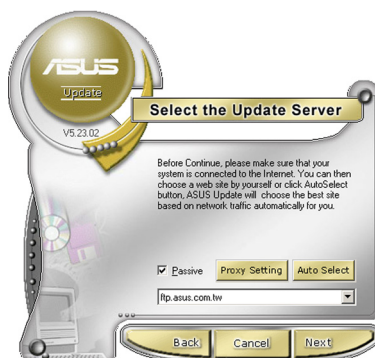 ASUS
Update
V5.23.02
Select the Update Server
Before Continue, please make sure that your
system is connected to the Internet. You can then
choose a web site by yourself or click AutoSelect
button, ASUS Update will choose the best site
based on network traffic automatically for you.
Passive
Proxy Setting
Auto Select
ftp.asus.com.tw
Back
Cancel
Next